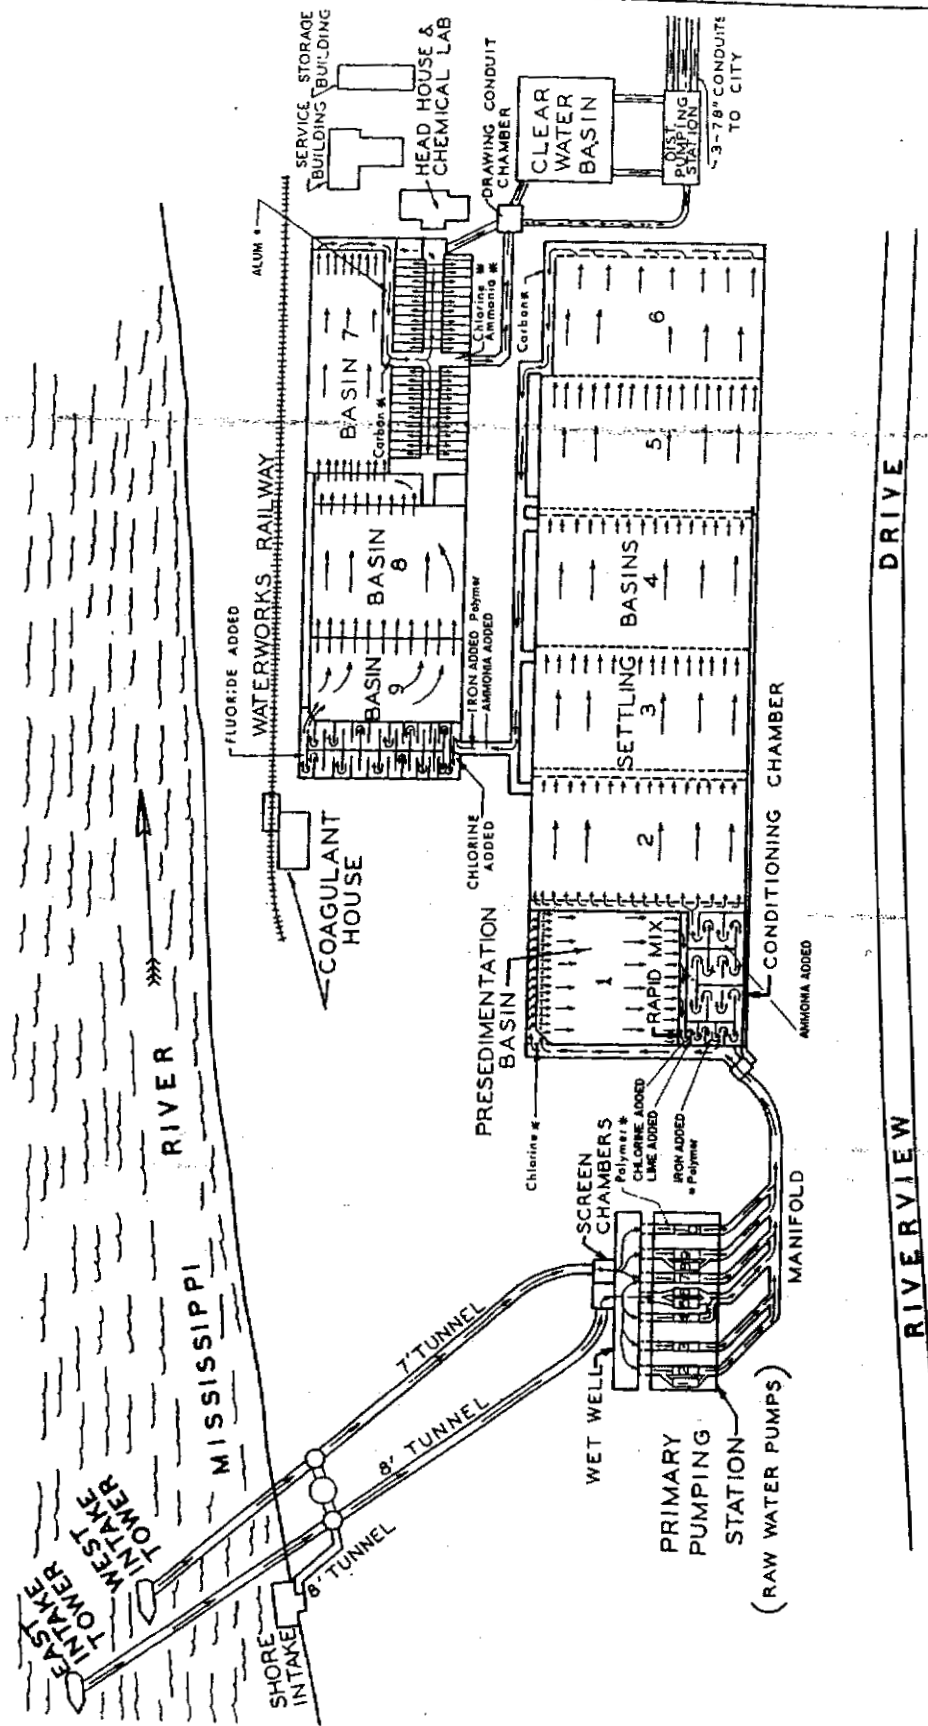 EAST
INTAKE
TOWER
WEST
INTAKE
TOWER
MISSISSIPPI
RIVER
SHORE
INTAKE
8' TUNNEL
7' TUNNEL
8' TUNNEL
WET WELL
SCREEN
CHAMBERS
PRIMARY
PUMPING
STATION
(RAW WATER PUMPS)
MANIFOLD
Polymer *
CHLORINE ADDED
LIME ADDED
IRON ADDED
* Polymer
Chlorine *
PRESEDIMENTATION
BASIN
1
RAPID MIX
AMMONIA ADDED
CONDITIONING CHAMBER
SETTLING BASINS
2
3
4
5
6
Carbon *
COAGULANT
HOUSE
WATERWORKS RAILWAY
FLUORIDE ADDED
CHLORINE
ADDED
IRON ADDED Polymer
AMMONIA ADDED
BASIN
9
BASIN
8
BASIN 7
Carbon *
ALUM *
Chlorine *
Ammonia *
SERVICE
BUILDING
STORAGE
BUILDING
HEAD HOUSE &
CHEMICAL LAB
DRAWING CONDUIT
CHAMBER
CLEAR
WATER
BASIN
DIST.
PUMPING
STATION
3-78" CONDUITS
TO CITY
RIVERVIEW DRIVE